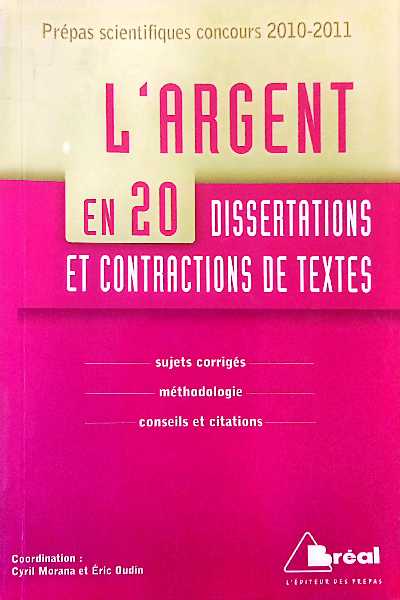 Prépas scientifiques concours 2010-2011
L'ARGENT
EN 20 DISSERTATIONS
ET CONTRACTIONS DE TEXTES
sujets corrigés
méthodologie
conseils et citations
Coordination :
Cyril Morana et Éric Oudin
Bréal
L'ÉDITEUR DES PRÉPAS